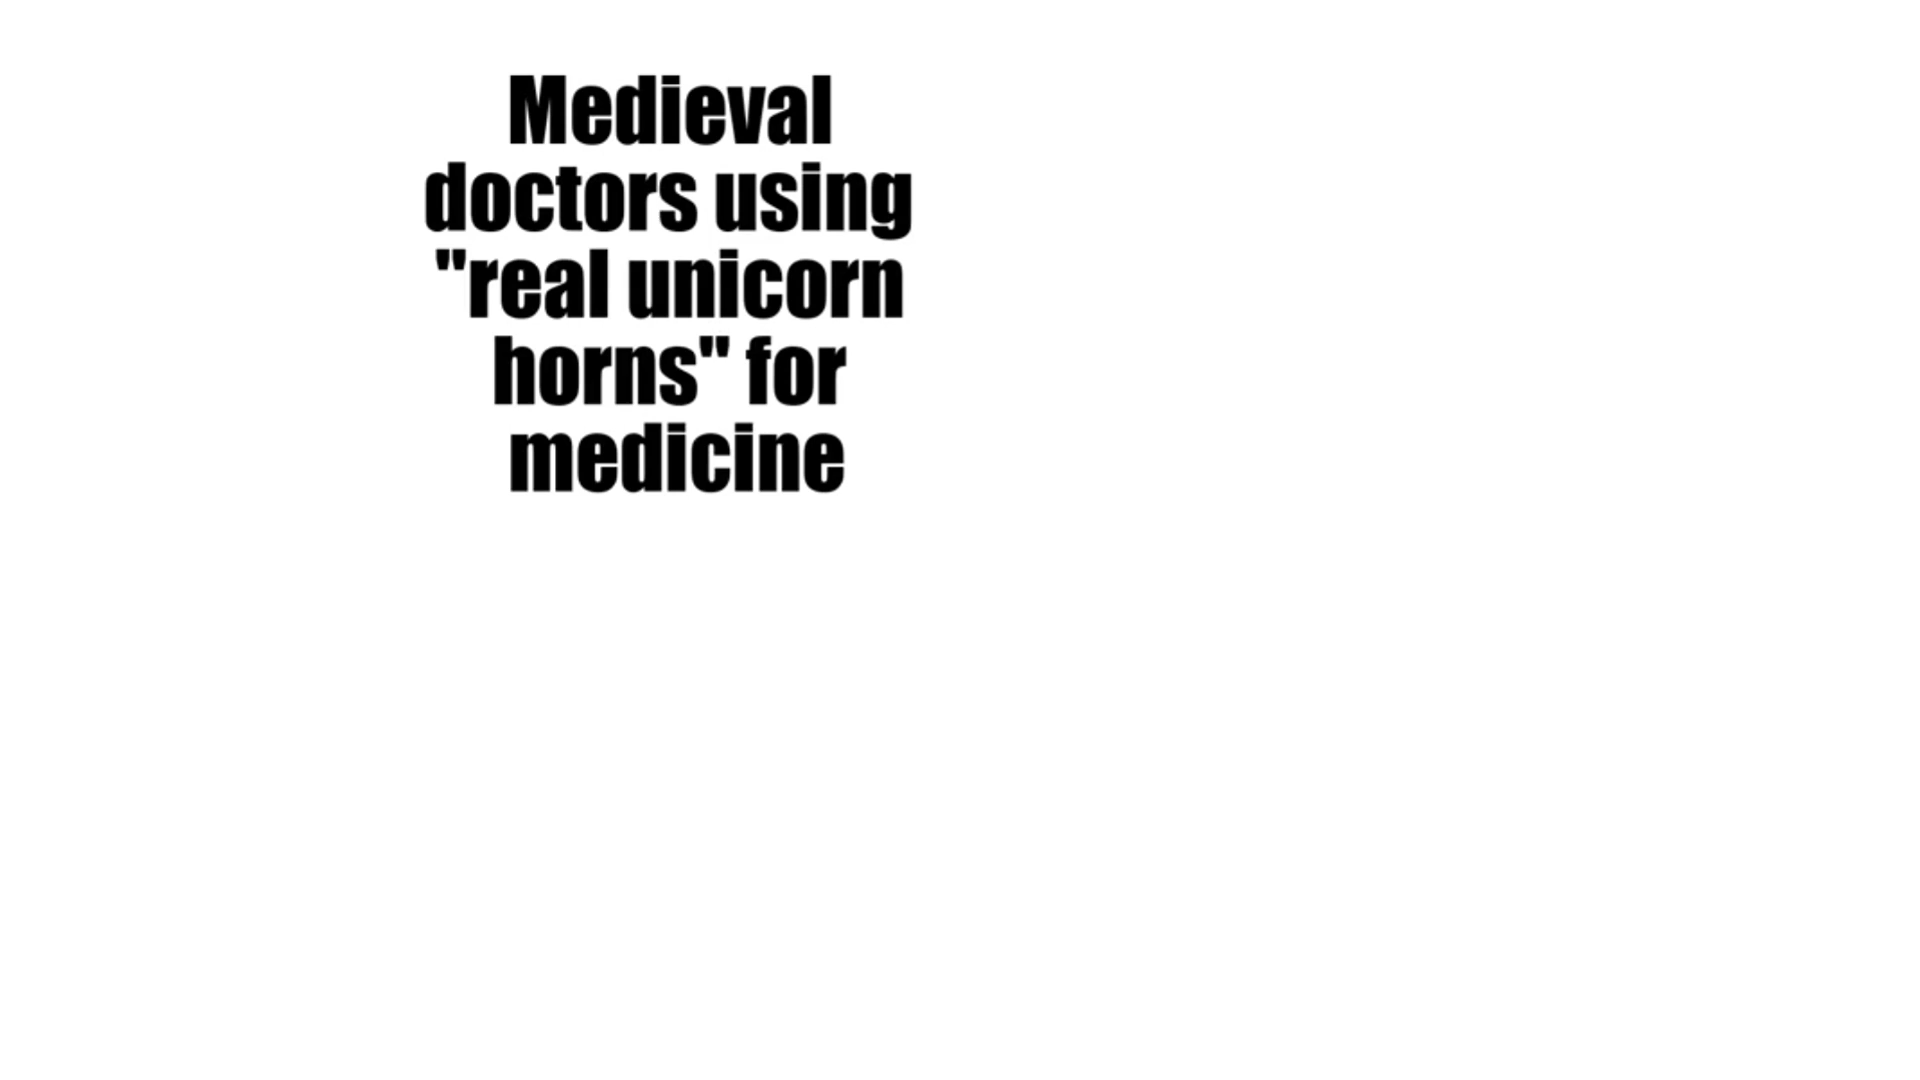 Medieval
doctors using
"real unicorn
horns" for
medicine